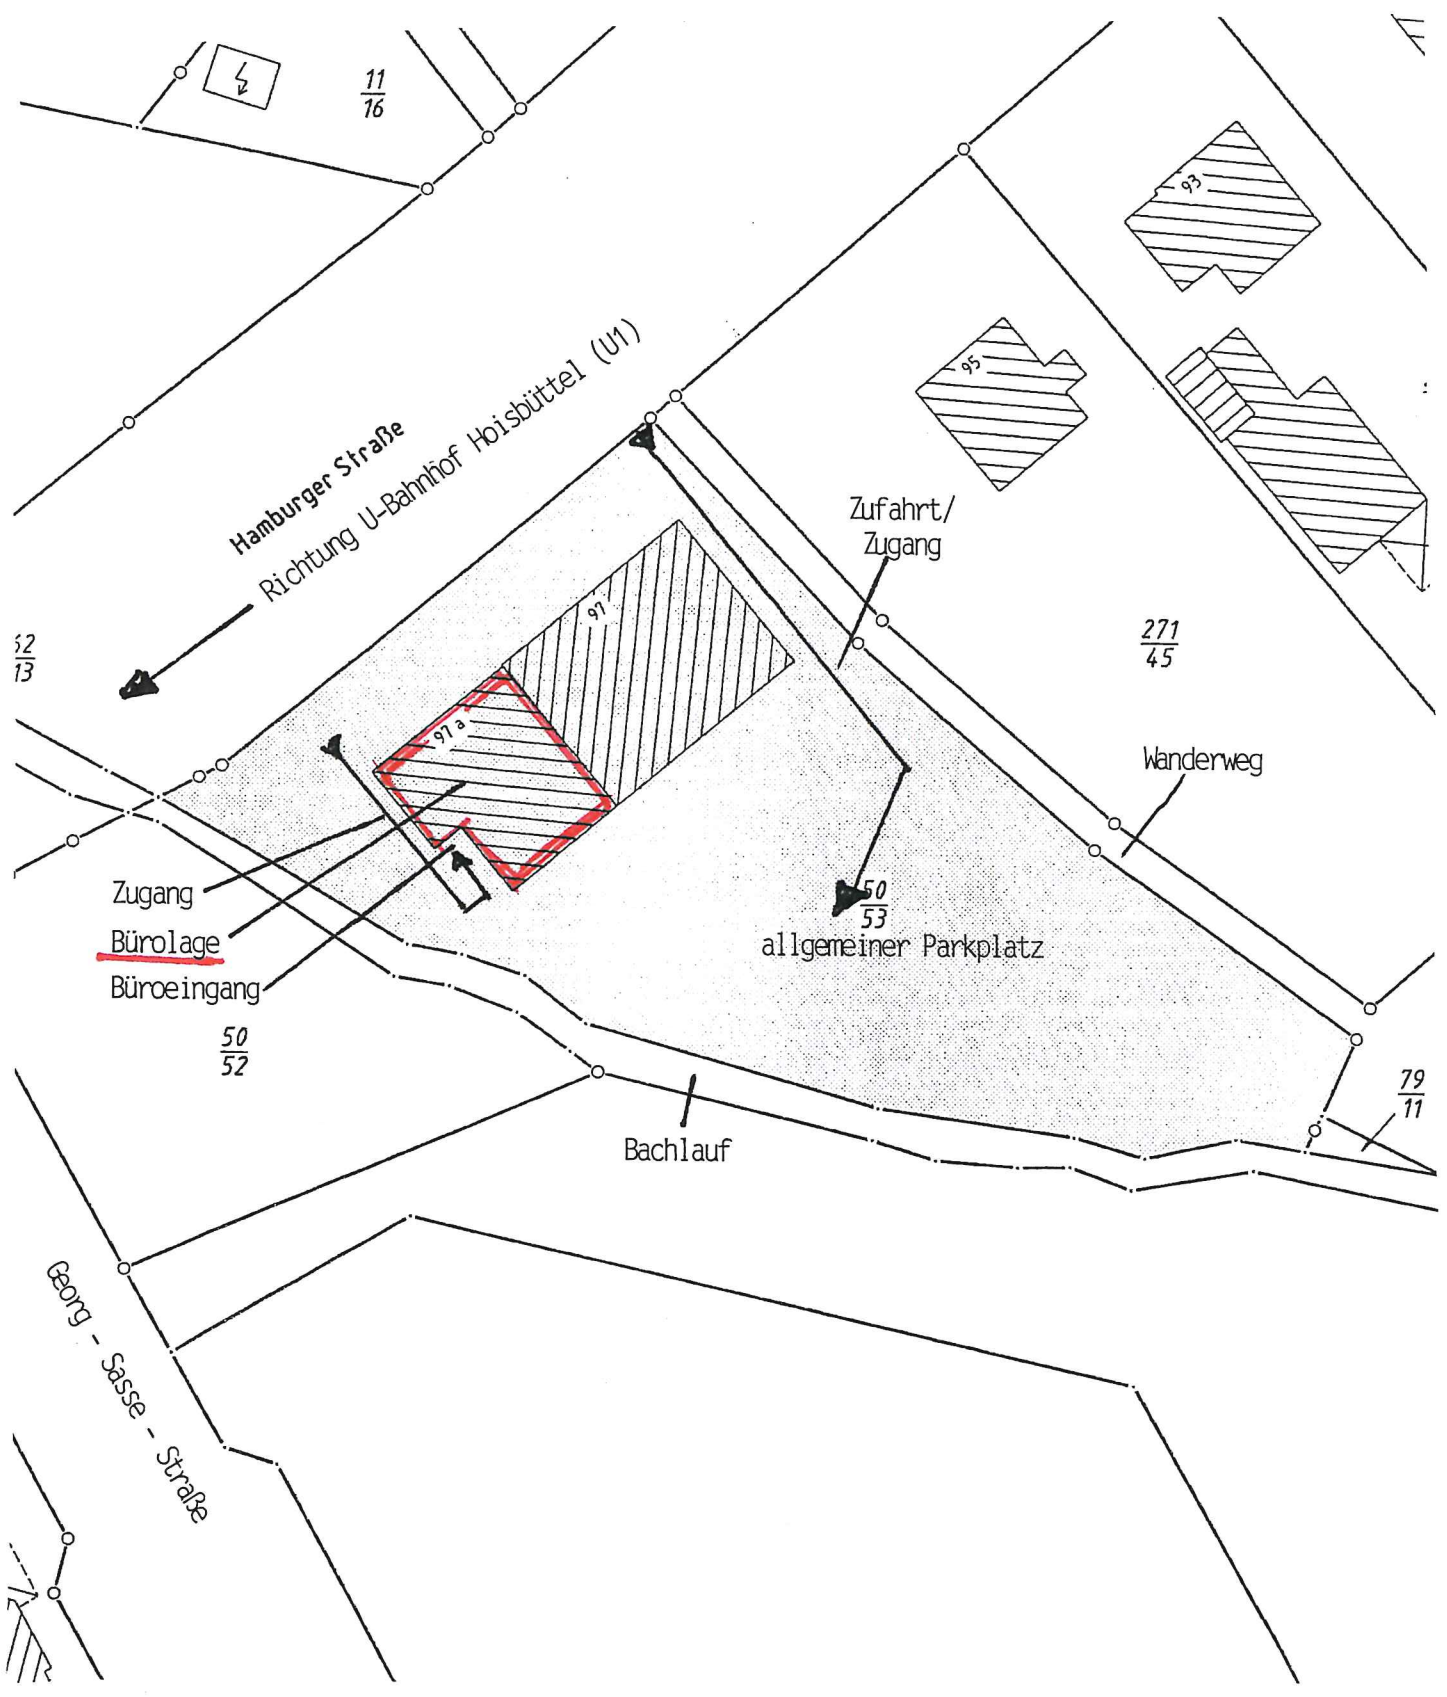 11
16
93
95
Hamburger Straße
Richtung U-Bahnhof Hoisbüttel (U1)
Zufahrt/
Zugang
97
271
45
13
97 a
Wanderweg
Zugang
Bürolage
Büroeingang
50
53
allgemeiner Parkplatz
50
52
79
11
Bachlauf
Georg - Sasse - Straße